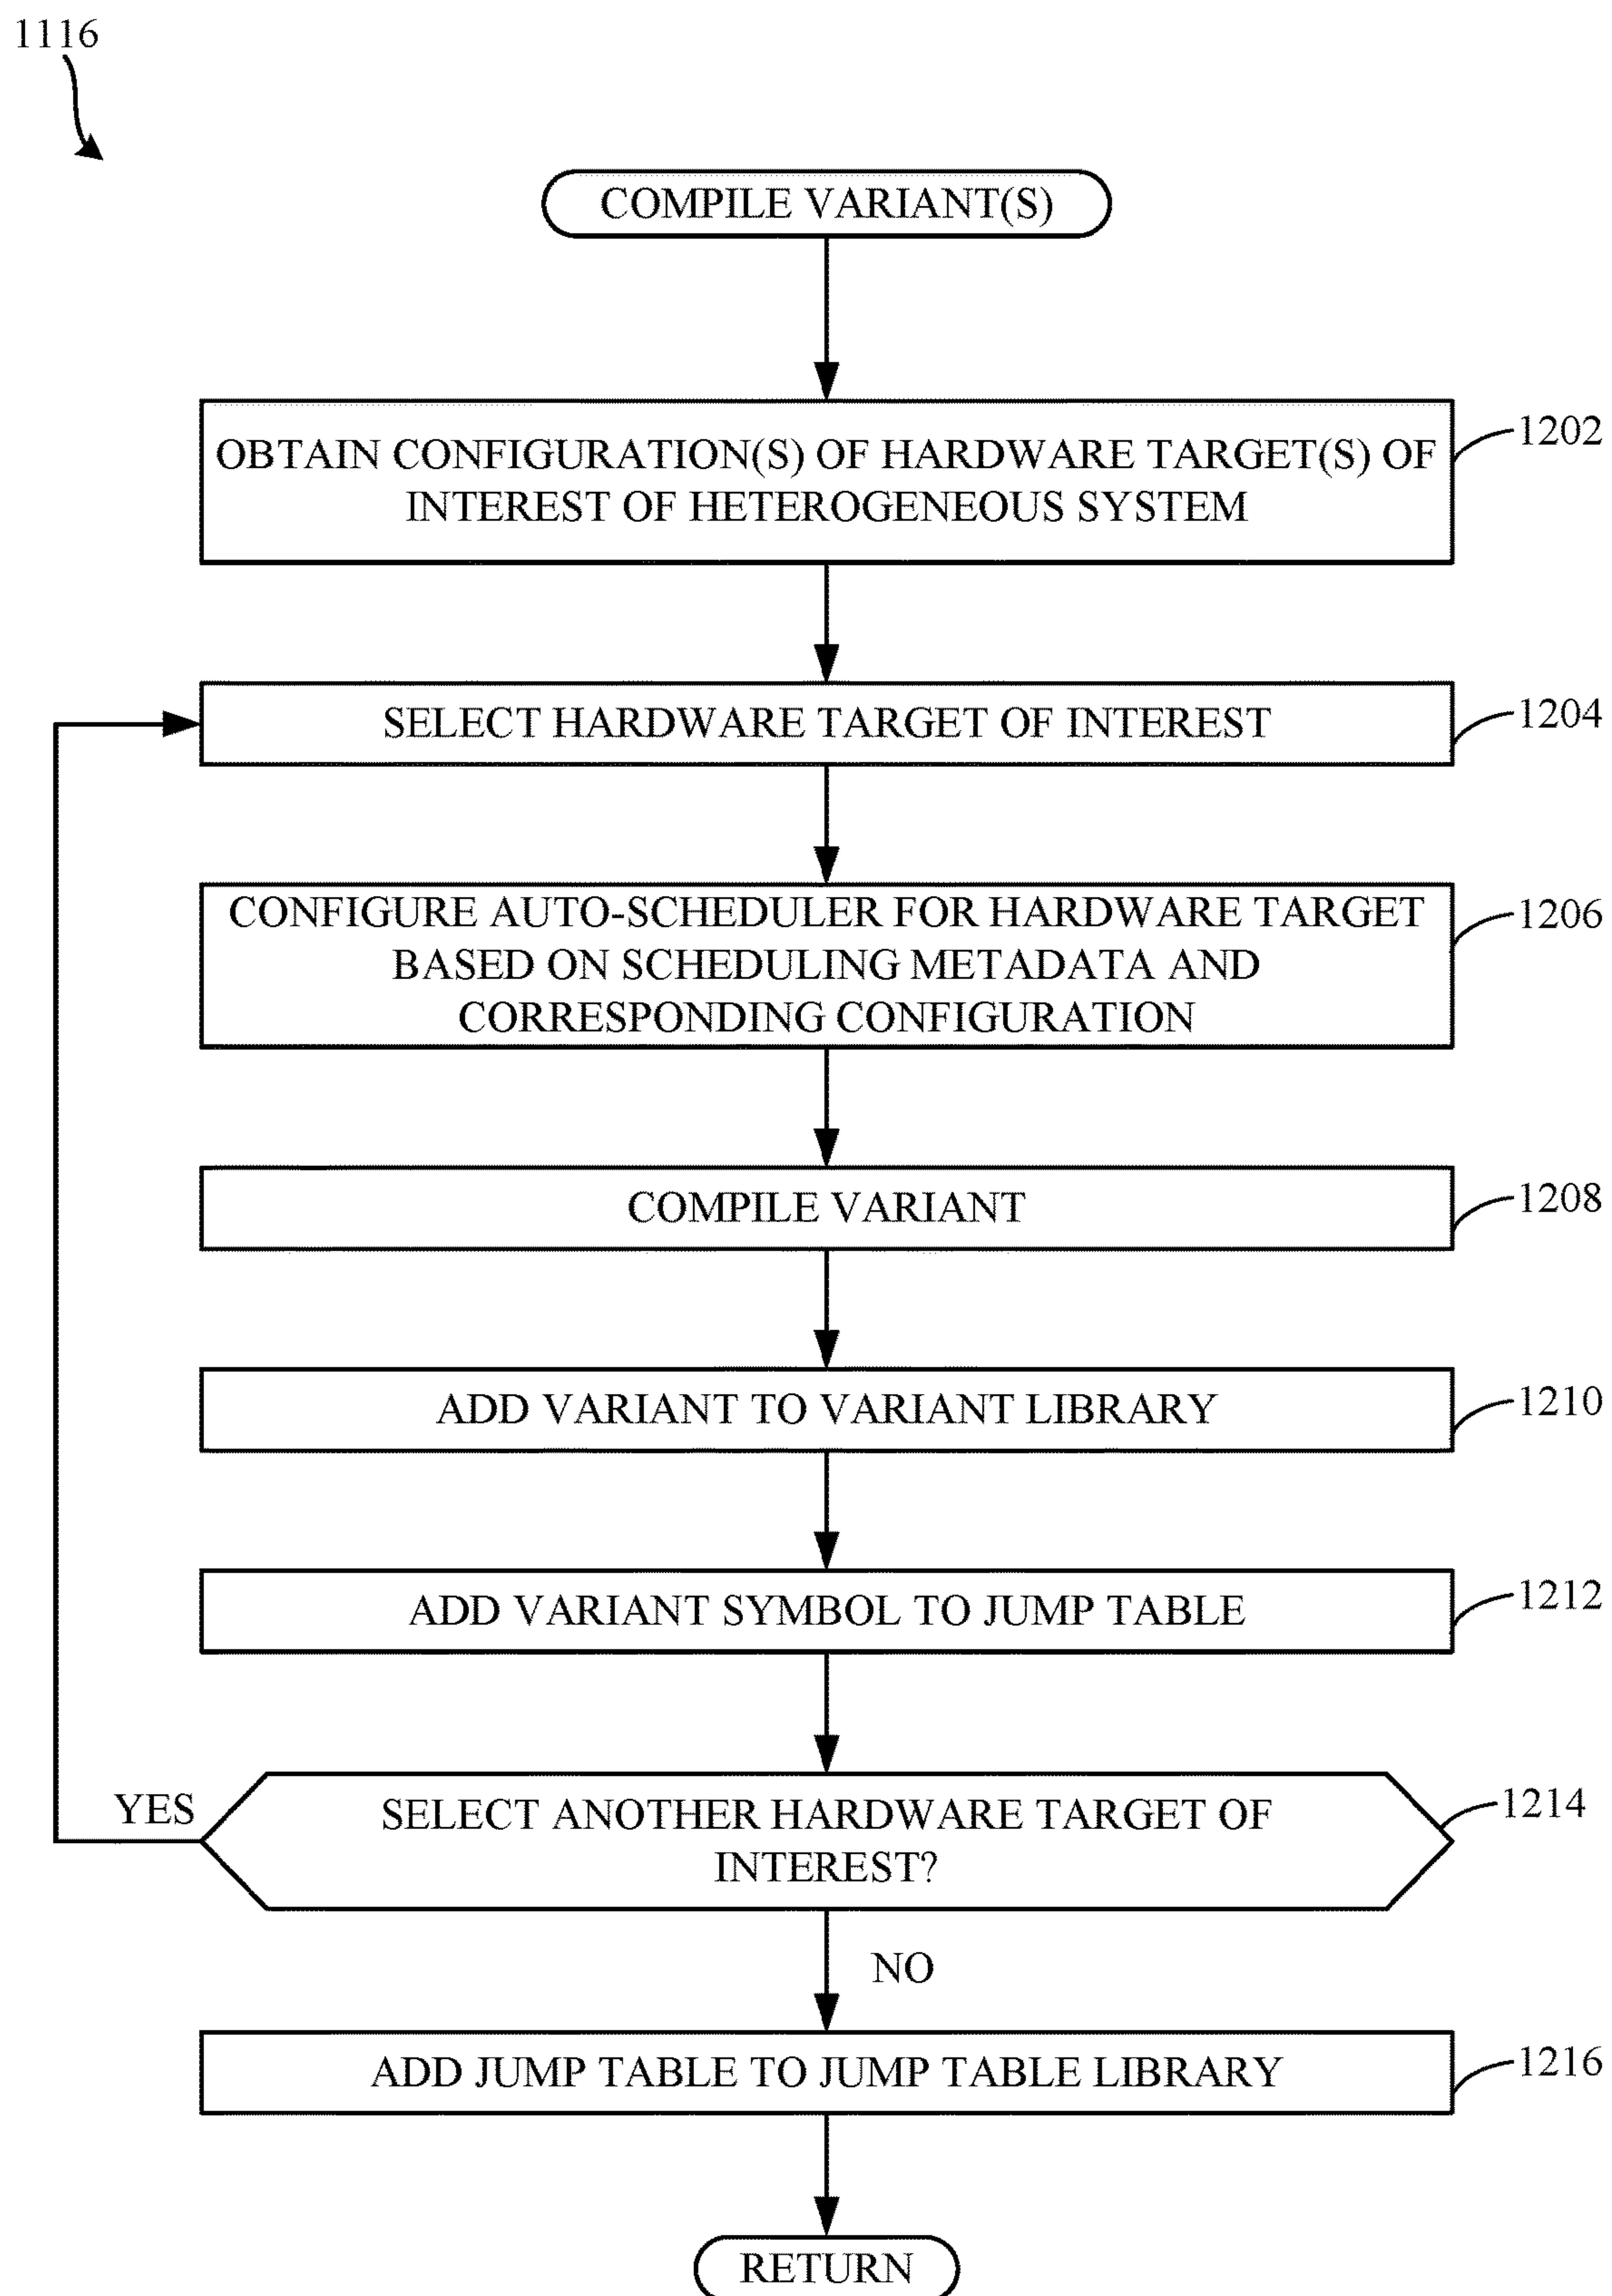 1116
COMPILE VARIANT(S)
OBTAIN CONFIGURATION(S) OF HARDWARE TARGET(S) OF
INTEREST OF HETEROGENEOUS SYSTEM
1202
SELECT HARDWARE TARGET OF INTEREST
1204
CONFIGURE AUTO-SCHEDULER FOR HARDWARE TARGET
BASED ON SCHEDULING METADATA AND
CORRESPONDING CONFIGURATION
1206
COMPILE VARIANT
1208
ADD VARIANT TO VARIANT LIBRARY
1210
ADD VARIANT SYMBOL TO JUMP TABLE
1212
YES
SELECT ANOTHER HARDWARE TARGET OF
INTEREST?
1214
NO
ADD JUMP TABLE TO JUMP TABLE LIBRARY
1216
RETURN